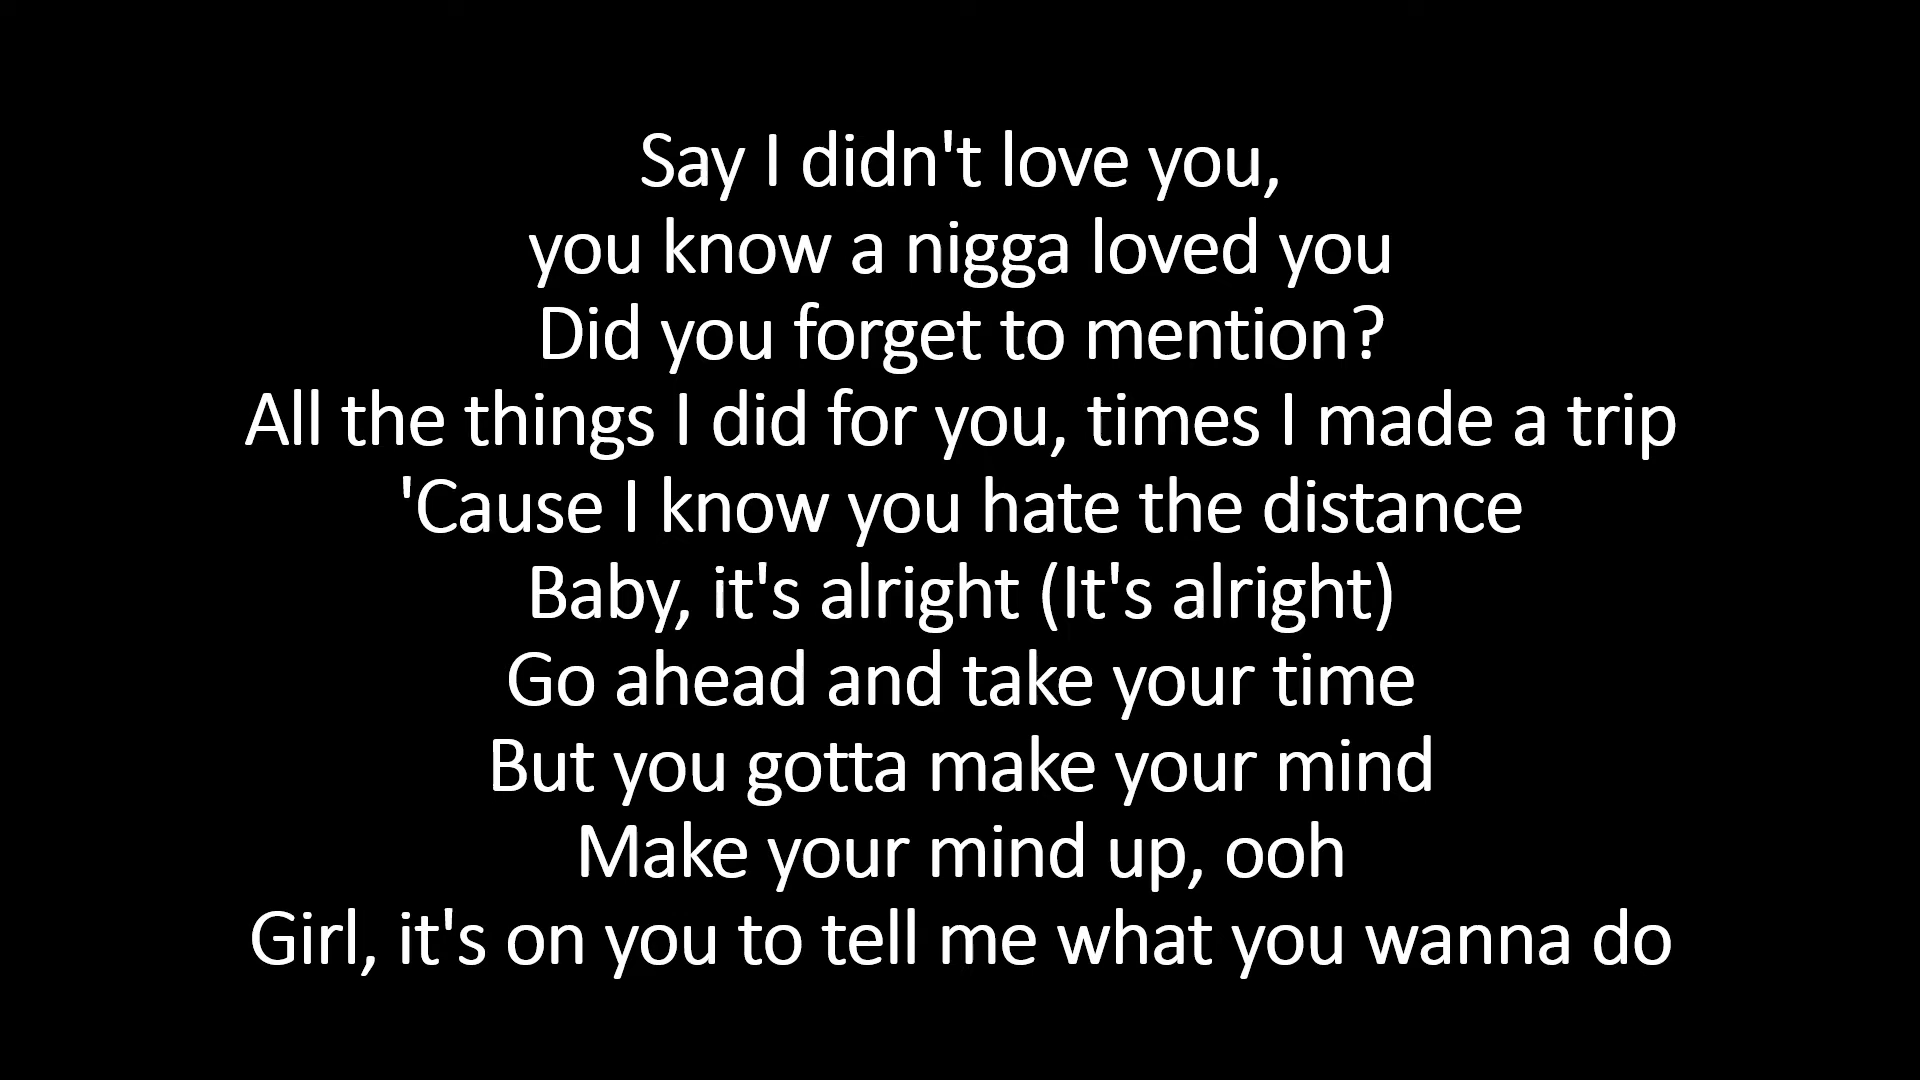 Say I didn't love you,
you know a nigga loved you
Did you forget to mention?
All the things I did for you, times I made a trip
'Cause I know you hate the distance
Baby, it's alright (It's alright)
Go ahead and take your time
But you gotta make your mind
Make your mind up, ooh
Girl, it's on you to tell me what you wanna do